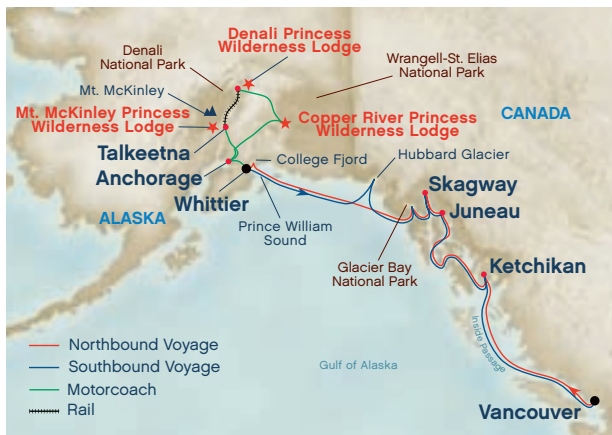 Denali Princess
Wilderness Lodge
Denali
National Park
Wrangell-St. Elias
National Park
Mt. McKinley
Mt. McKinley Princess
Wilderness Lodge
Copper River Princess
Wilderness Lodge
CANADA
Talkeetna
College Fjord
Hubbard Glacier
Anchorage
Whittier
Skagway
ALASKA
Prince William
Sound
Juneau
Glacier Bay
National Park
Ketchikan
Inside Passage
Northbound Voyage
Southbound Voyage
Motorcoach
Rail
Gulf of Alaska
Vancouver